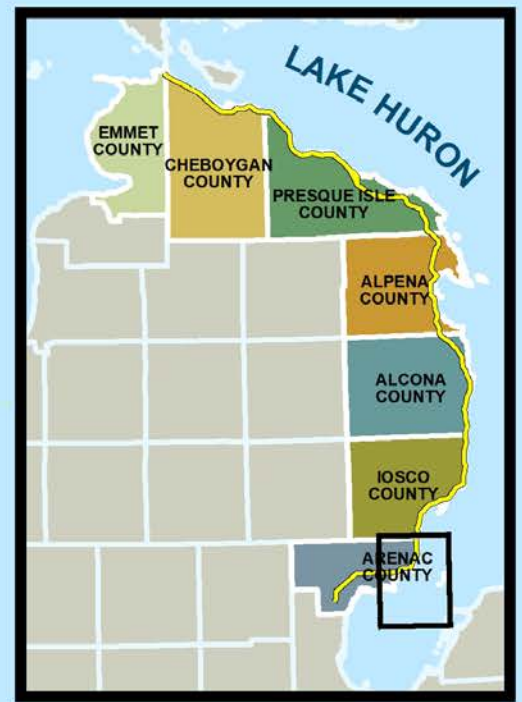 LAKE HURON
EMMET
COUNTY
CHEBOYGAN
COUNTY
PRESQUE ISLE
COUNTY
ALPENA
COUNTY
ALCONA
COUNTY
IOSCO
COUNTY
ARENAC
COUNTY